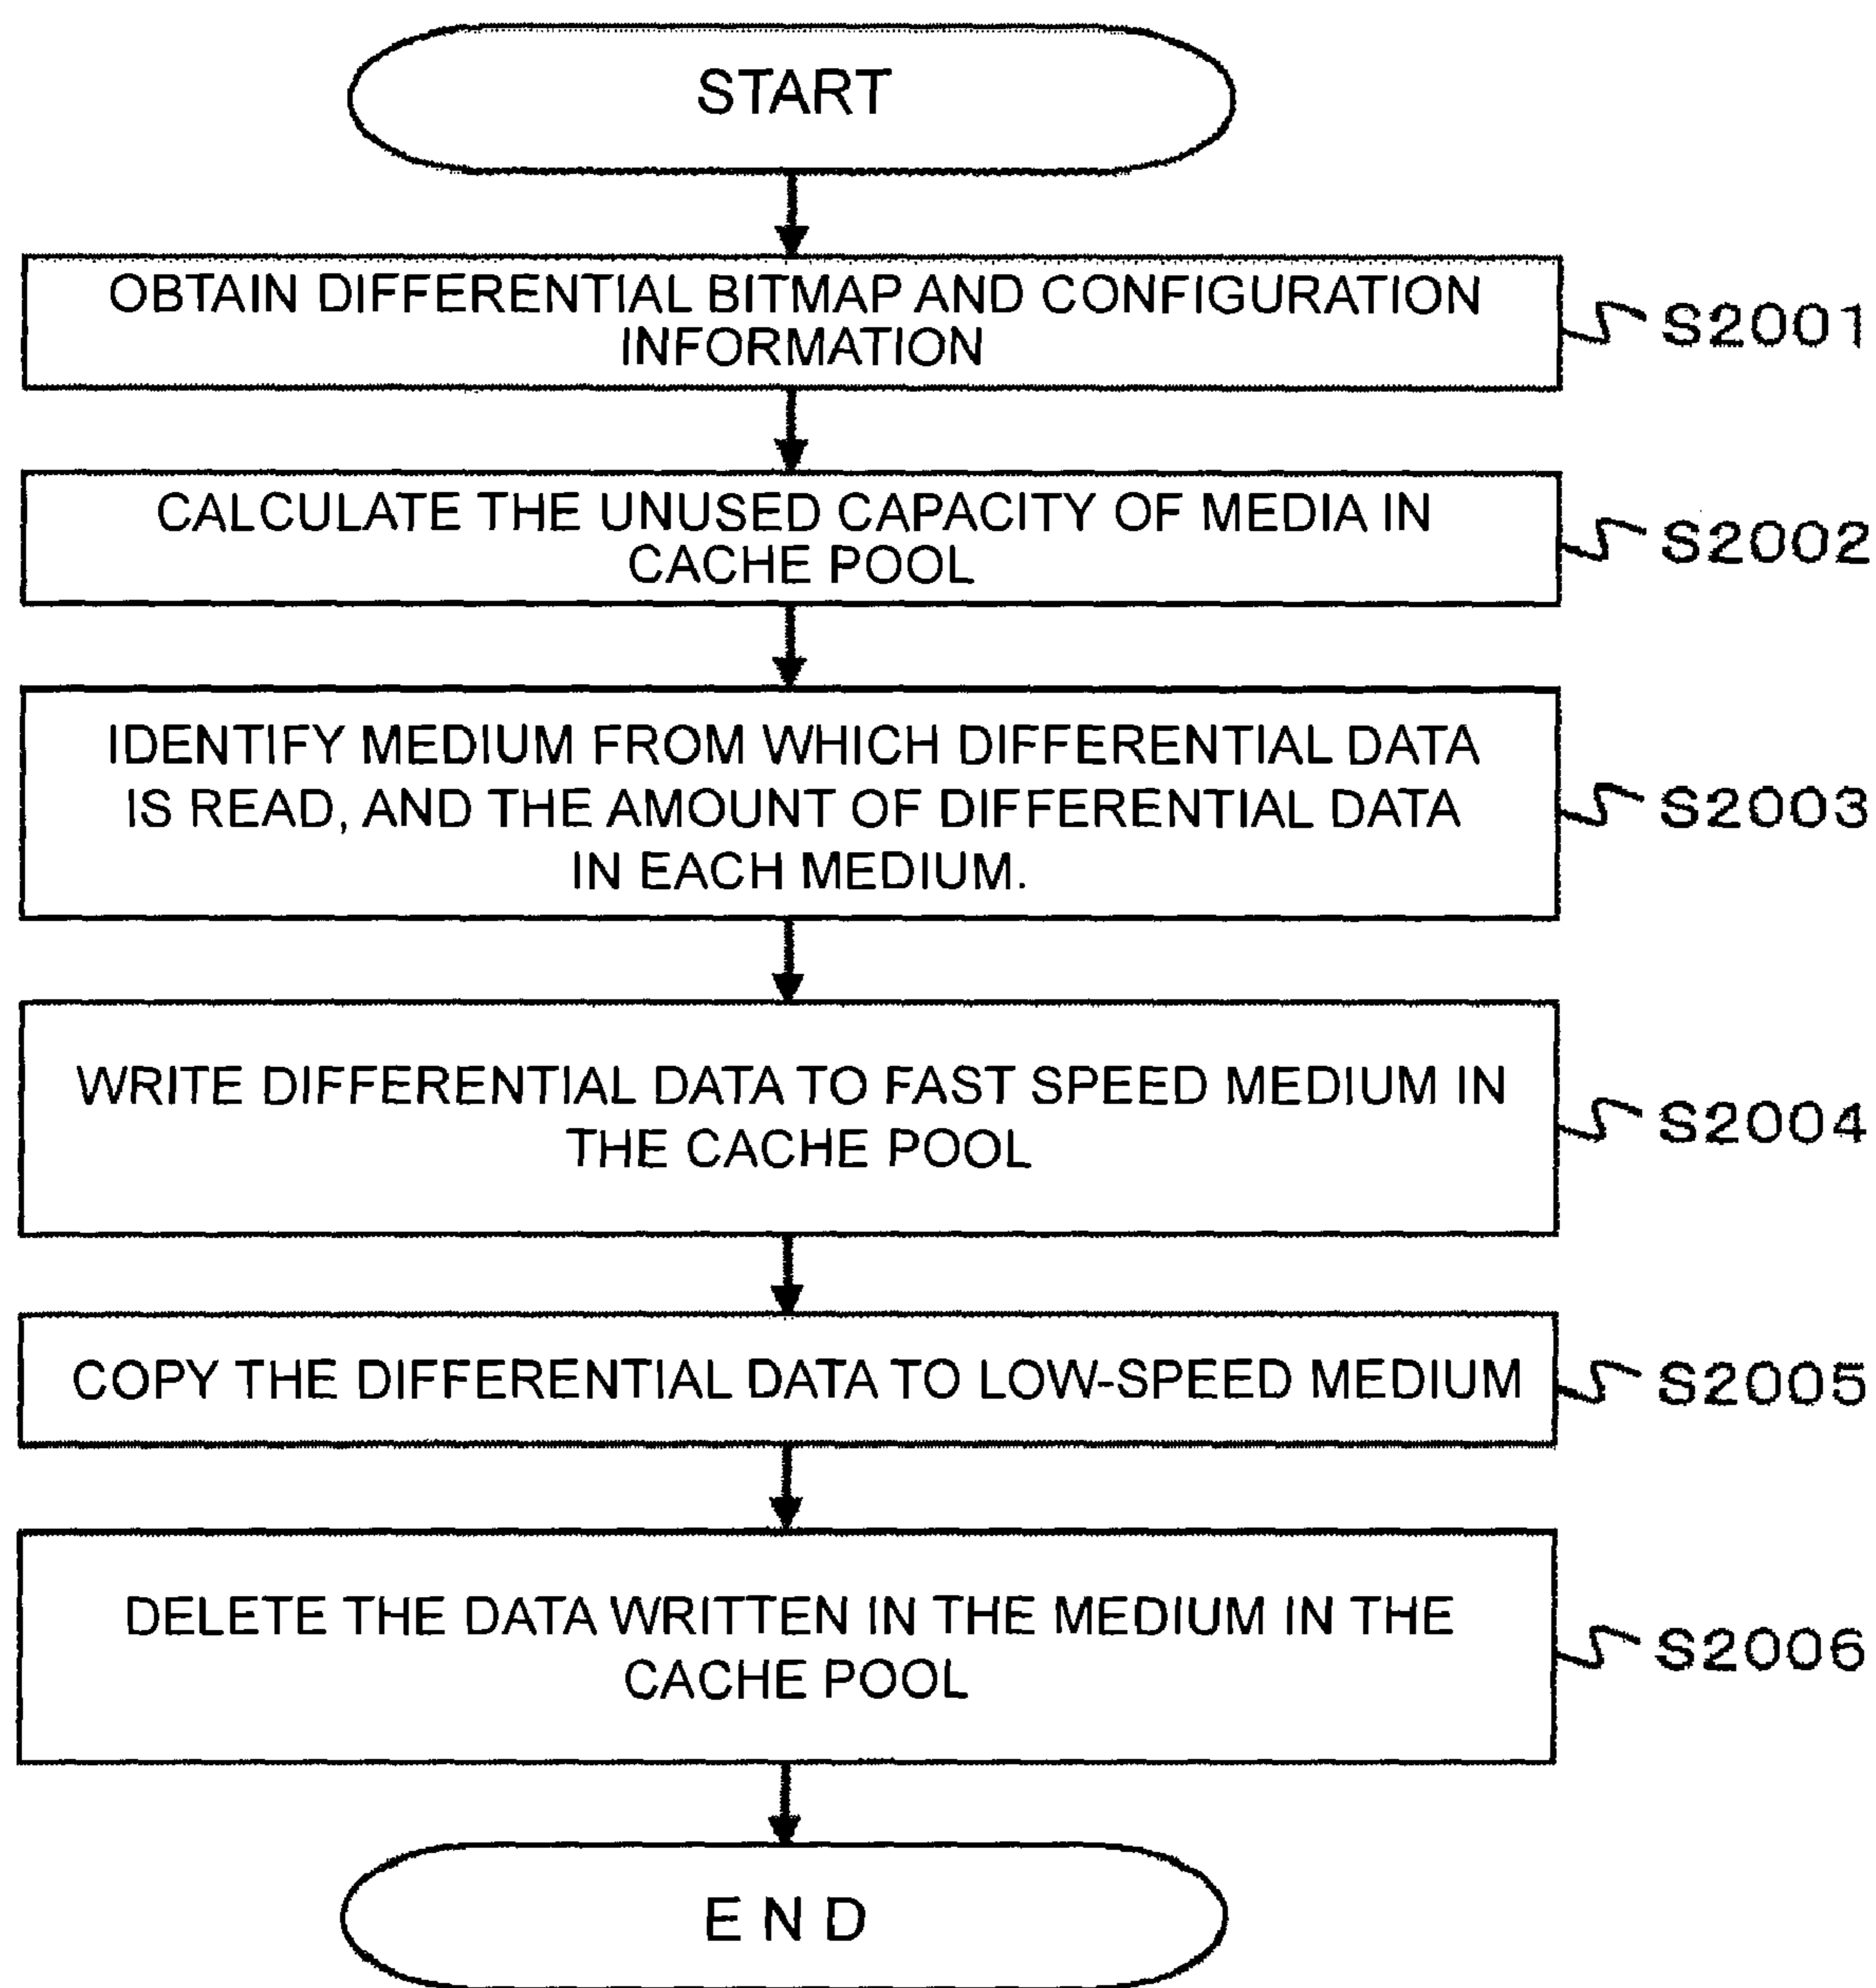 START
OBTAIN DIFFERENTIAL BITMAP AND CONFIGURATION
INFORMATION
S2001
CALCULATE THE UNUSED CAPACITY OF MEDIA IN
CACHE POOL
S2002
IDENTIFY MEDIUM FROM WHICH DIFFERENTIAL DATA
IS READ, AND THE AMOUNT OF DIFFERENTIAL DATA
IN EACH MEDIUM.
S2003
WRITE DIFFERENTIAL DATA TO FAST SPEED MEDIUM IN
THE CACHE POOL
S2004
COPY THE DIFFERENTIAL DATA TO LOW-SPEED MEDIUM
S2005
DELETE THE DATA WRITTEN IN THE MEDIUM IN THE
CACHE POOL
S2006
END